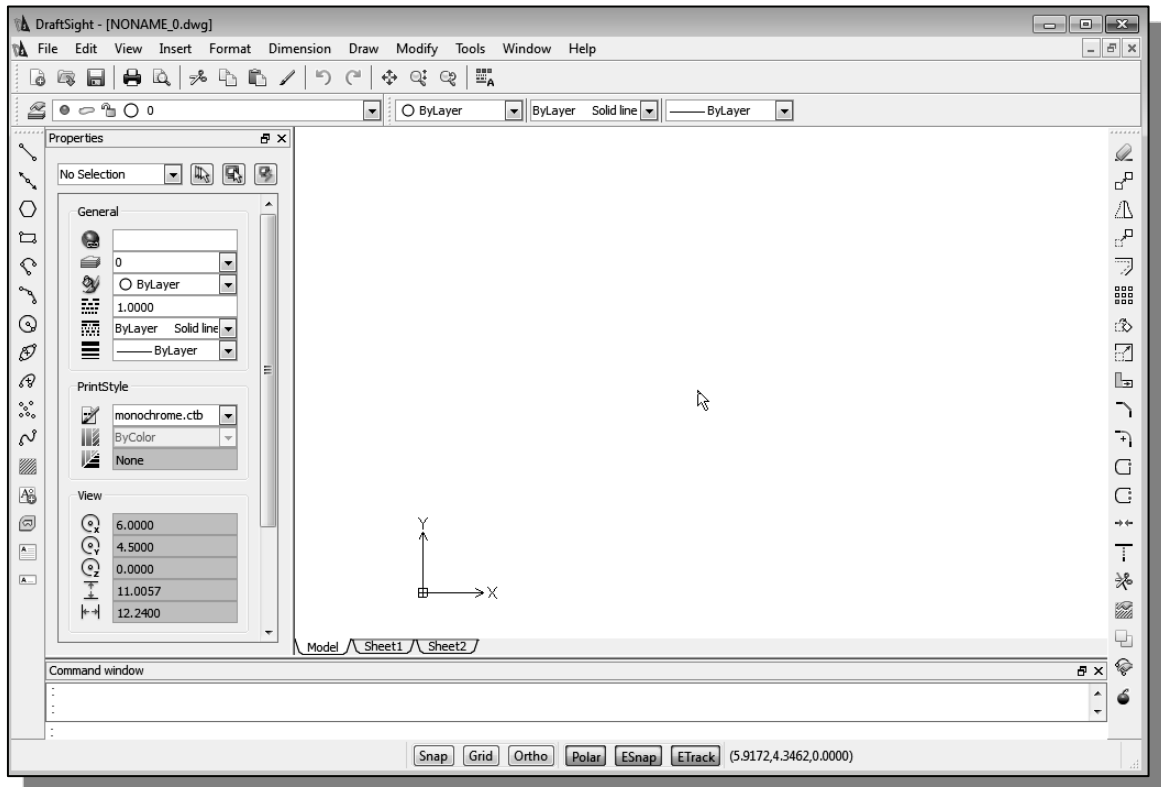 DraftSight - [NONAME_0.dwg]
File Edit View Insert Format Dimension Draw Modify Tools Window Help
0 ByLayer ByLayer Solid line ByLayer
Properties
No Selection
General
0
ByLayer
1.0000
ByLayer Solid line
ByLayer
PrintStyle
monochrome.ctb
ByColor
None
View
6.0000
4.5000
0.0000
11.0057
12.2400
Y
X
Model Sheet1 Sheet2
Command window
:
:
:
Snap Grid Ortho Polar ESnap ETrack (5.9172,4.3462,0.0000)